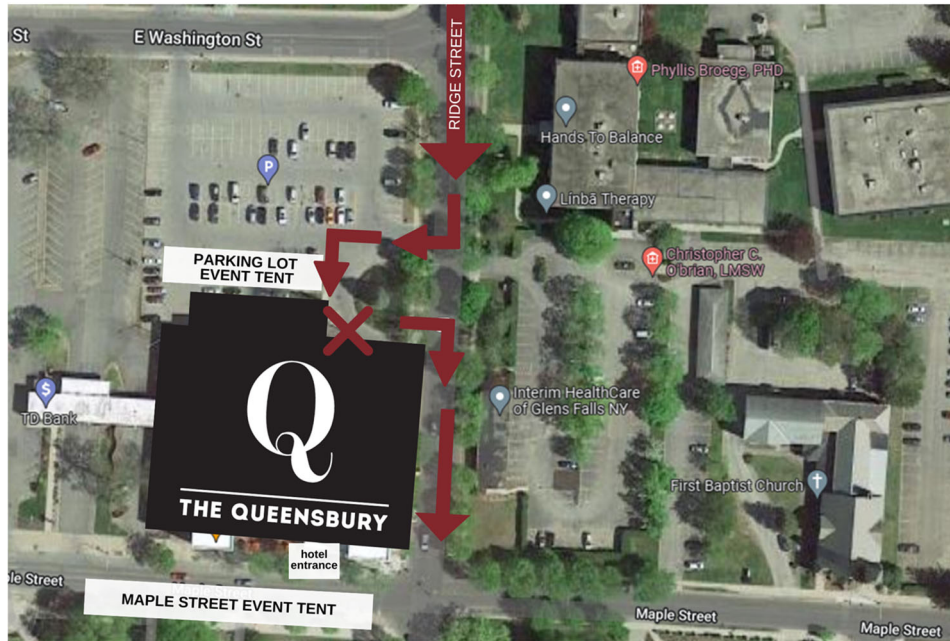 St
E Washington St
RIDGE STREET
Phyllis Broege, PHD
Hands To Balance
P
Linbā Therapy
Christopher C.
O'brian, LMSW
PARKING LOT
EVENT TENT
$
TD Bank
Q
THE QUEENSBURY
Interim HealthCare
of Glens Falls NY
First Baptist Church
hotel
entrance
ple Street
MAPLE STREET EVENT TENT
Maple Street
Maple Street